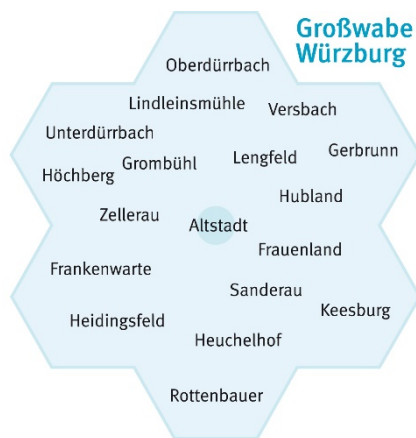 Großwabe
Würzburg
Oberdürrbach
Lindleinsmühle
Versbach
Unterdürrbach
Gerbrunn
Lengfeld
Grombühl
Höchberg
Hubland
Zellerau
Altstadt
Frauenland
Frankenwarte
Sanderau
Keesburg
Heidingsfeld
Heuchelhof
Rottenbauer